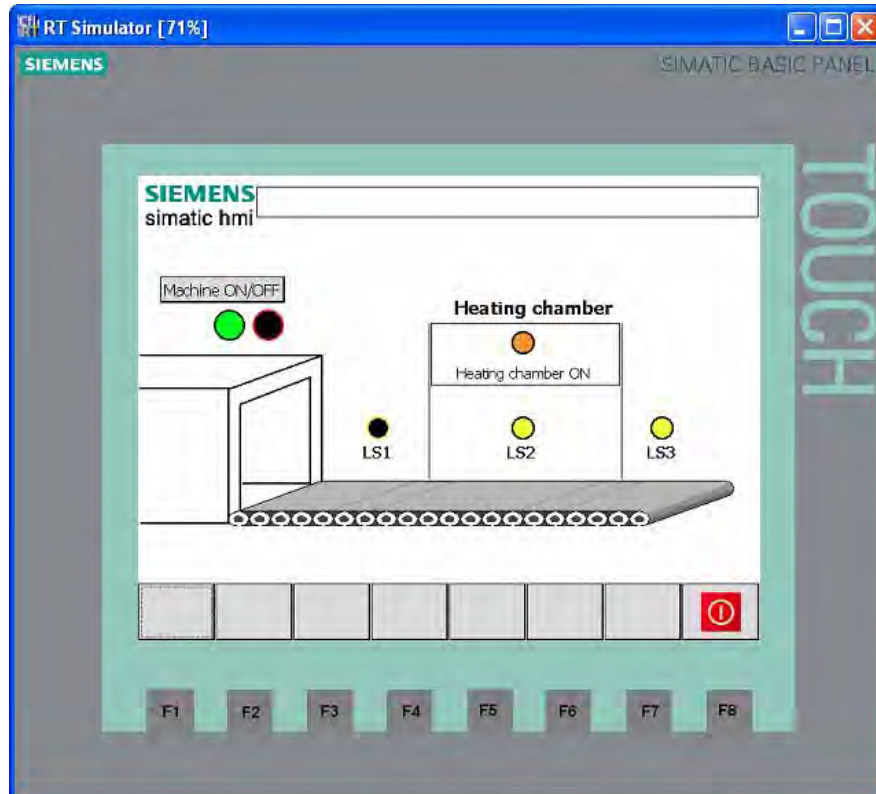 RT Simulator [71%]
SIEMENS
SIMATIC BASIC PANEL
TOUCH
SIEMENS
simatic hmi
Machine ON/OFF
Heating chamber
Heating chamber ON
LS1
LS2
LS3
F1 F2 F3 F4 F5 F6 F7 F8